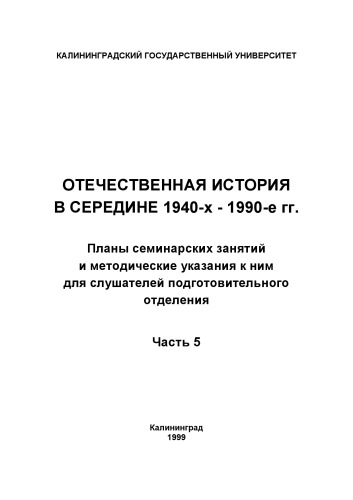 КАЛИНИНГРАДСКИЙ ГОСУДАРСТВЕННЫЙ УНИВЕРСИТЕТ
ОТЕЧЕСТВЕННАЯ ИСТОРИЯ
В СЕРЕДИНЕ 1940-х - 1990-е гг.
Планы семинарских занятий
и методические указания к ним
для слушателей подготовительного
отделения
Часть 5
Калининград
1999